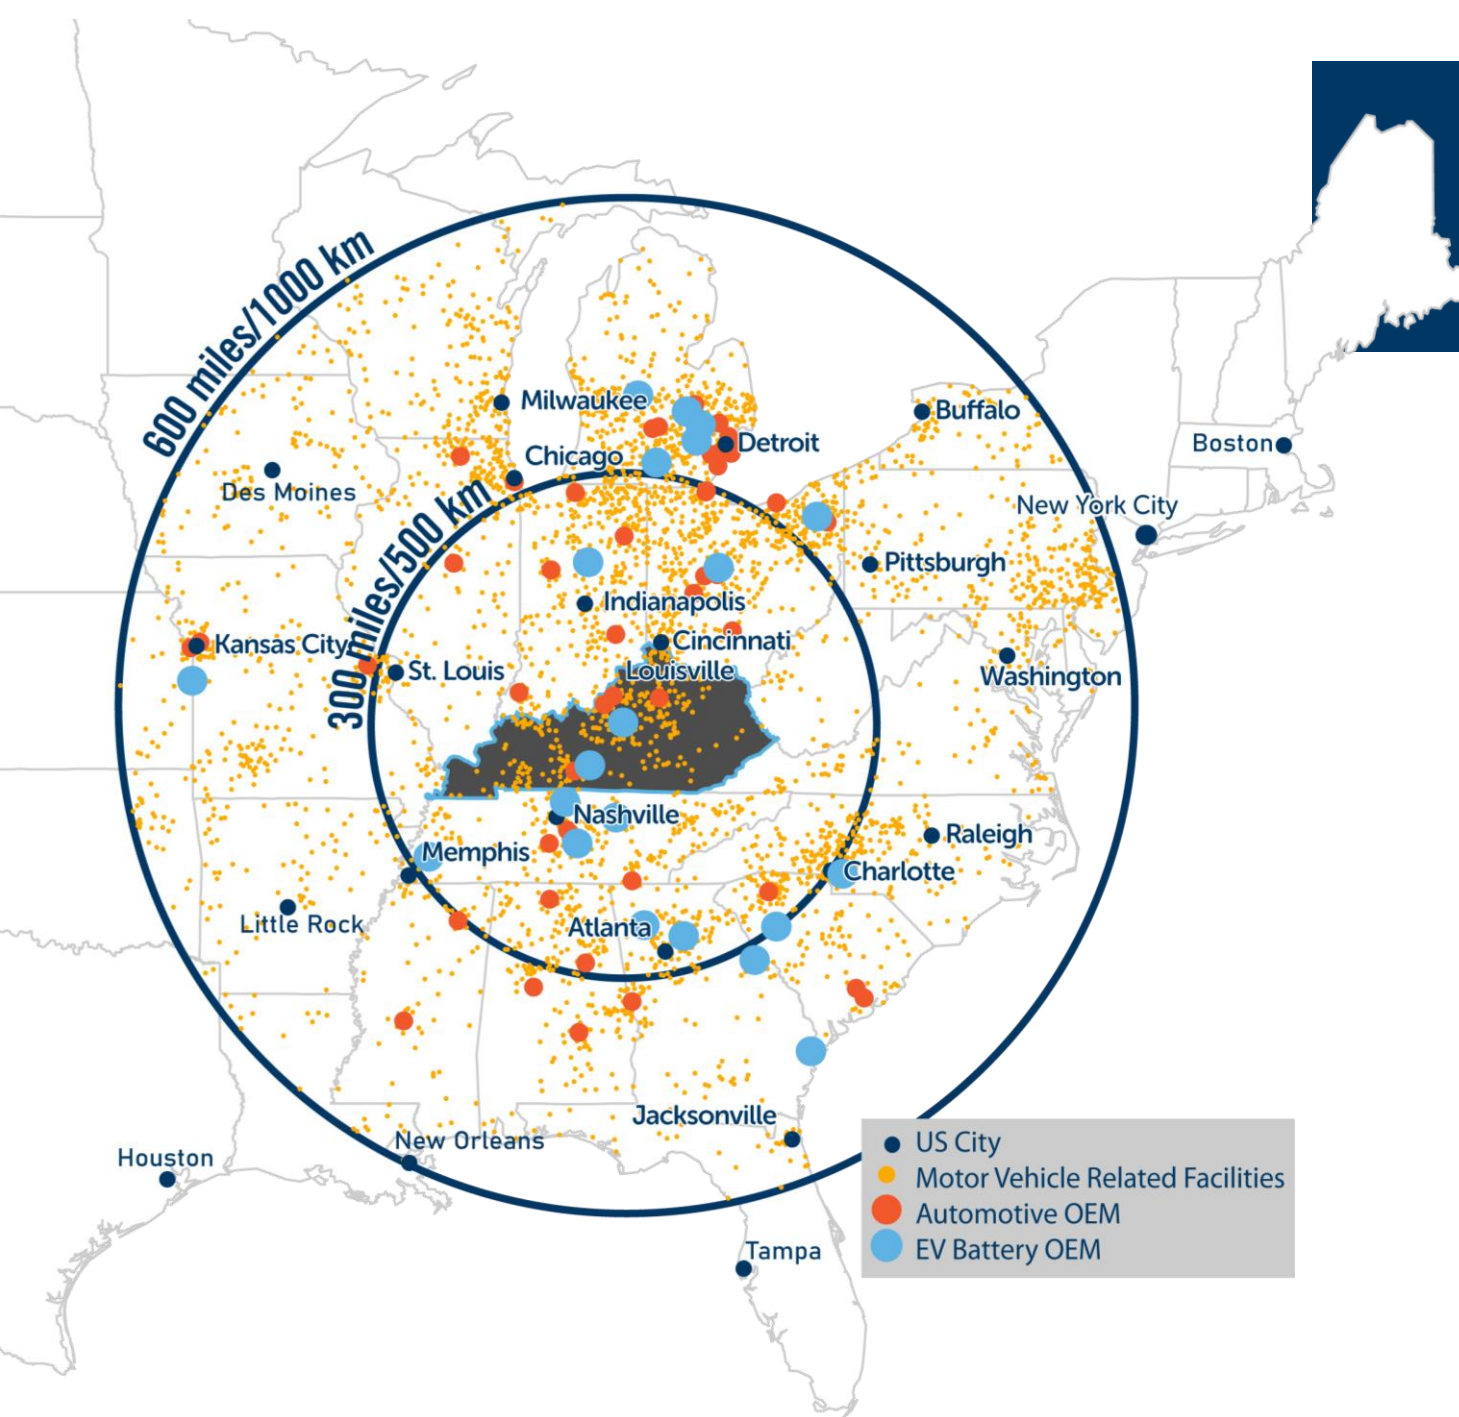 600 miles/1000 km
Milwaukee
Buffalo
Detroit
Boston
Chicago
Des Moines
300 miles/500 km
New York City
Pittsburgh
Indianapolis
Kansas City
Cincinnati
St. Louis
Louisville
Washington
Nashville
Raleigh
Memphis
Charlotte
Little Rock
Atlanta
Jacksonville
New Orleans
Houston
US City
Motor Vehicle Related Facilities
Automotive OEM
EV Battery OEM
Tampa